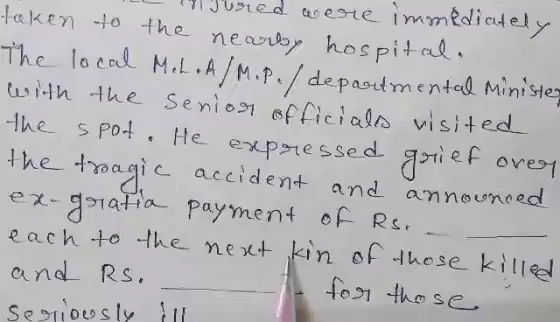 injured were immediately
taken to the nearby hospital.
The local M.L.A/M.P./departmental Minister
with the senior officials visited
the spot. He expressed grief over
the tragic accident and announced
ex-gratia payment of Rs. _ ____
each to the next kin of those killed
and Rs. ________ for those
seriously ill